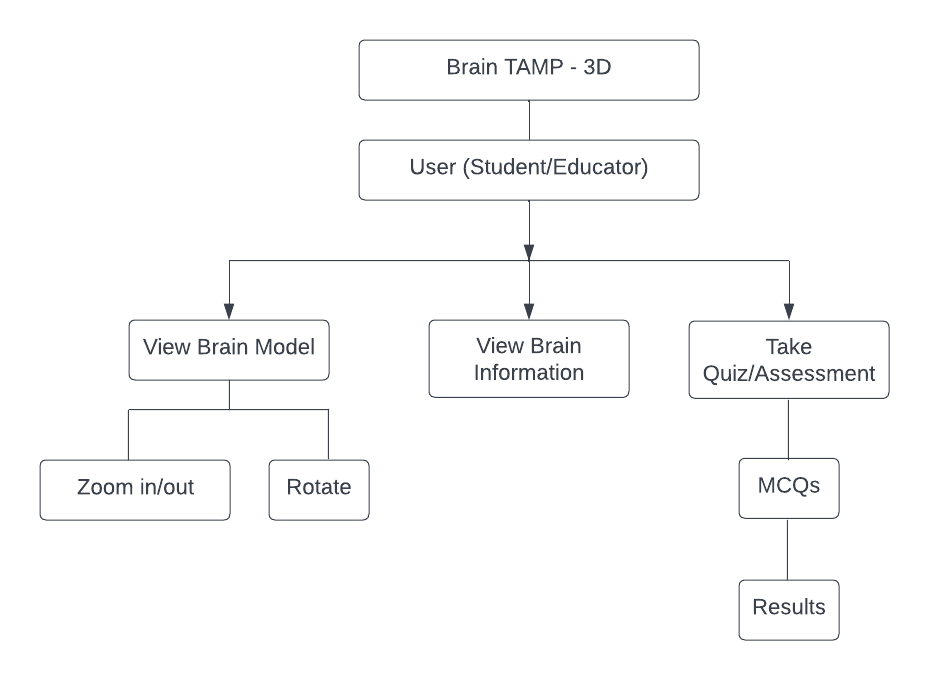 Brain TAMP - 3D
User (Student/Educator)
View Brain Model
View Brain
Information
Take
Quiz/Assessment
Zoom in/out
Rotate
MCQs
Results